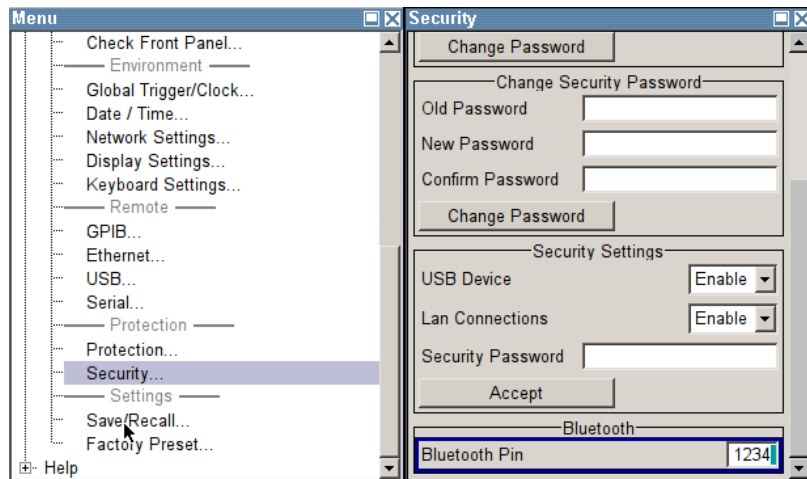 Menu
Check Front Panel...
Environment
Global Trigger/Clock...
Date / Time...
Network Settings...
Display Settings...
Keyboard Settings...
Remote
GPIB...
Ethernet...
USB...
Serial...
Protection
Protection...
Security...
Settings
Save/Recall...
Factory Preset...
Help
Security
Change Password
Change Security Password
Old Password
New Password
Confirm Password
Change Password
Security Settings
USB Device Enable
Lan Connections Enable
Security Password
Accept
Bluetooth
Bluetooth Pin 1234